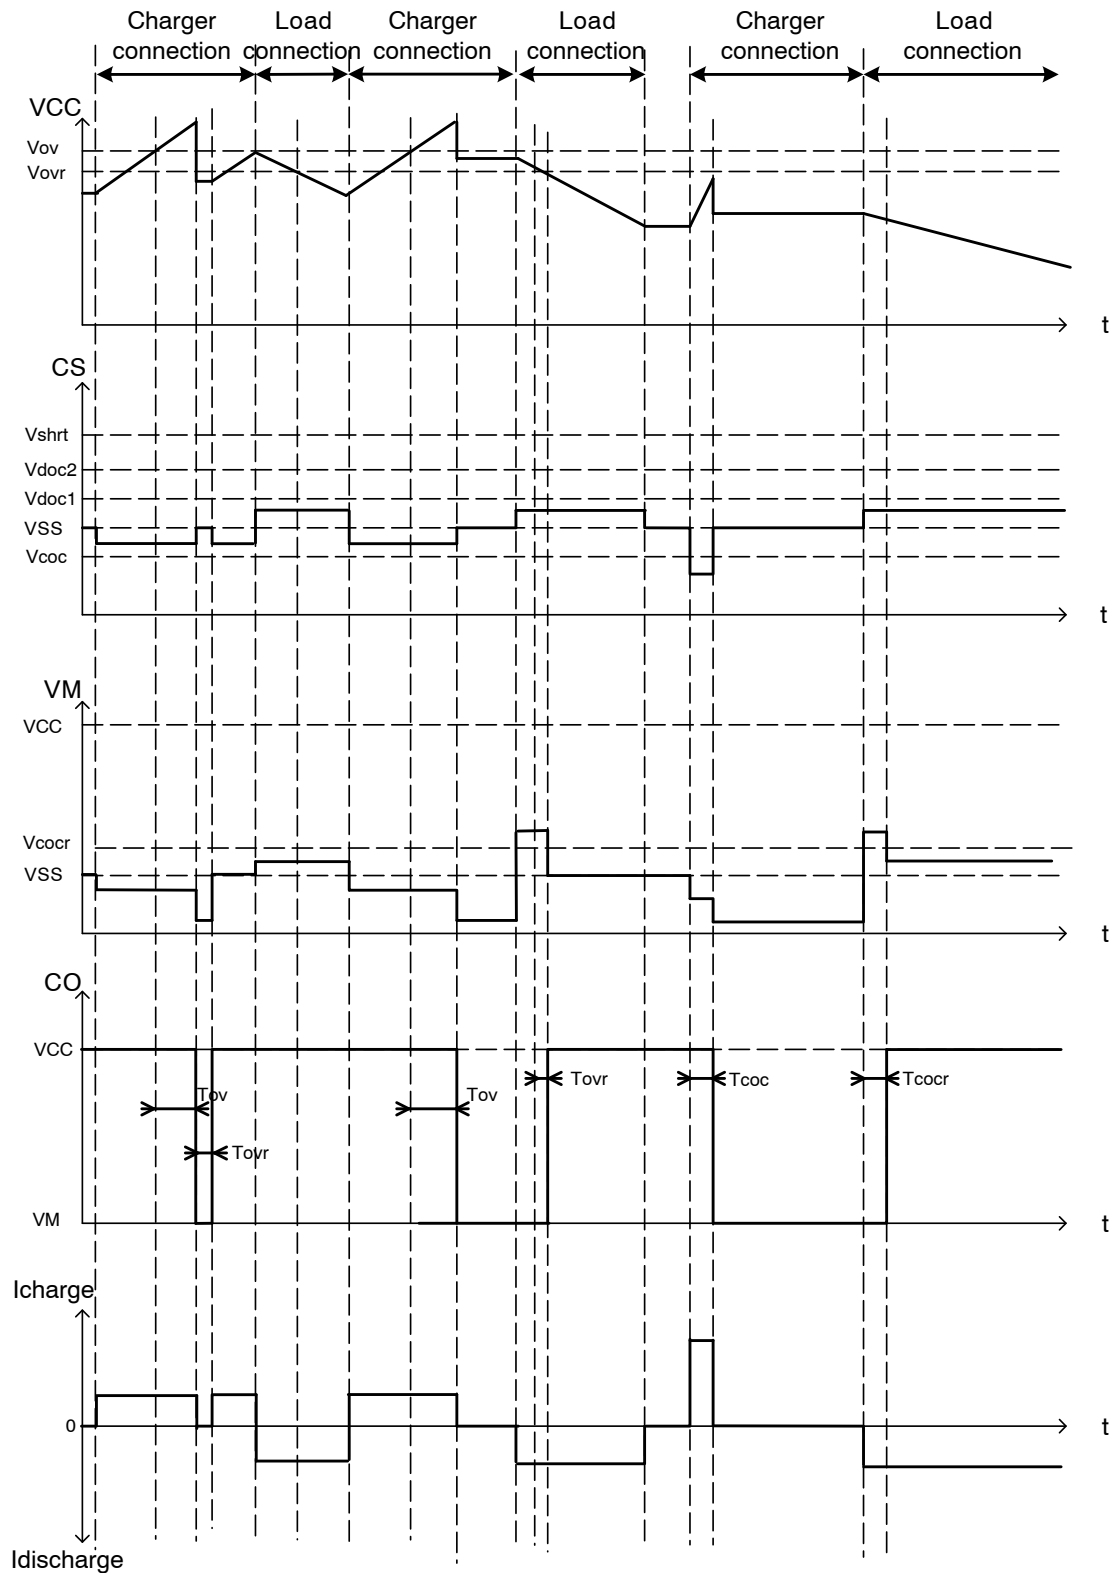 Charger
connection
Load
connection
Charger
connection
Load
connection
Charger
connection
Load
connection
VCC
Vov
Vovr
t
CS
Vshrt
Vdoc2
Vdoc1
VSS
Vcoc
t
VM
VCC
Vcocr
VSS
t
CO
VCC
Tov
Tov
Tovr
Tcoc
Tcocr
Tovr
VM
t
Icharge
0
t
Idischarge